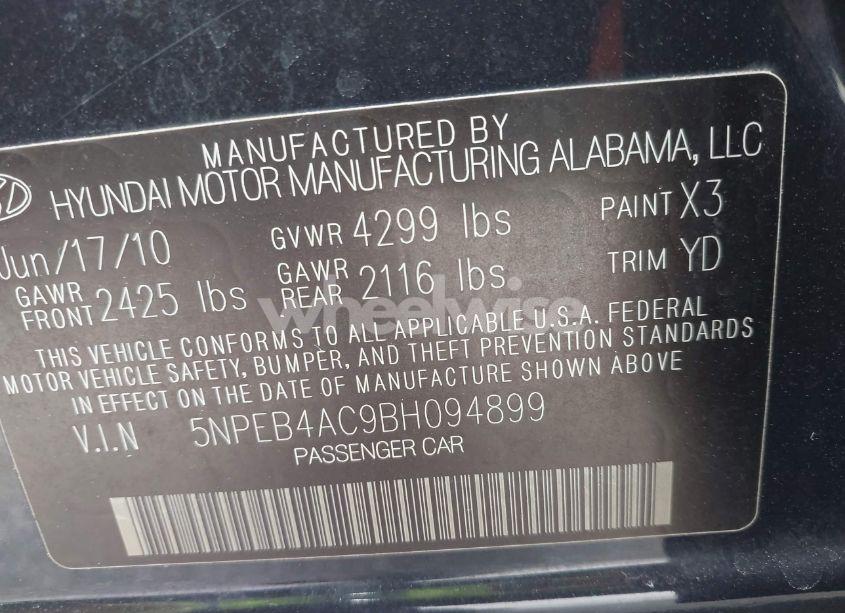 MANUFACTURED BY
HYUNDAI MOTOR MANUFACTURING ALABAMA, LLC
Jun/17/10 GVWR 4299 lbs PAINT X3
GAWR FRONT 2425 lbs GAWR REAR 2116 lbs TRIM YD
wheelwise
THIS VEHICLE CONFORMS TO ALL APPLICABLE U.S.A. FEDERAL
MOTOR VEHICLE SAFETY, BUMPER, AND THEFT PREVENTION STANDARDS
IN EFFECT ON THE DATE OF MANUFACTURE SHOWN ABOVE
V.I.N 5NPEB4AC9BH094899
PASSENGER CAR